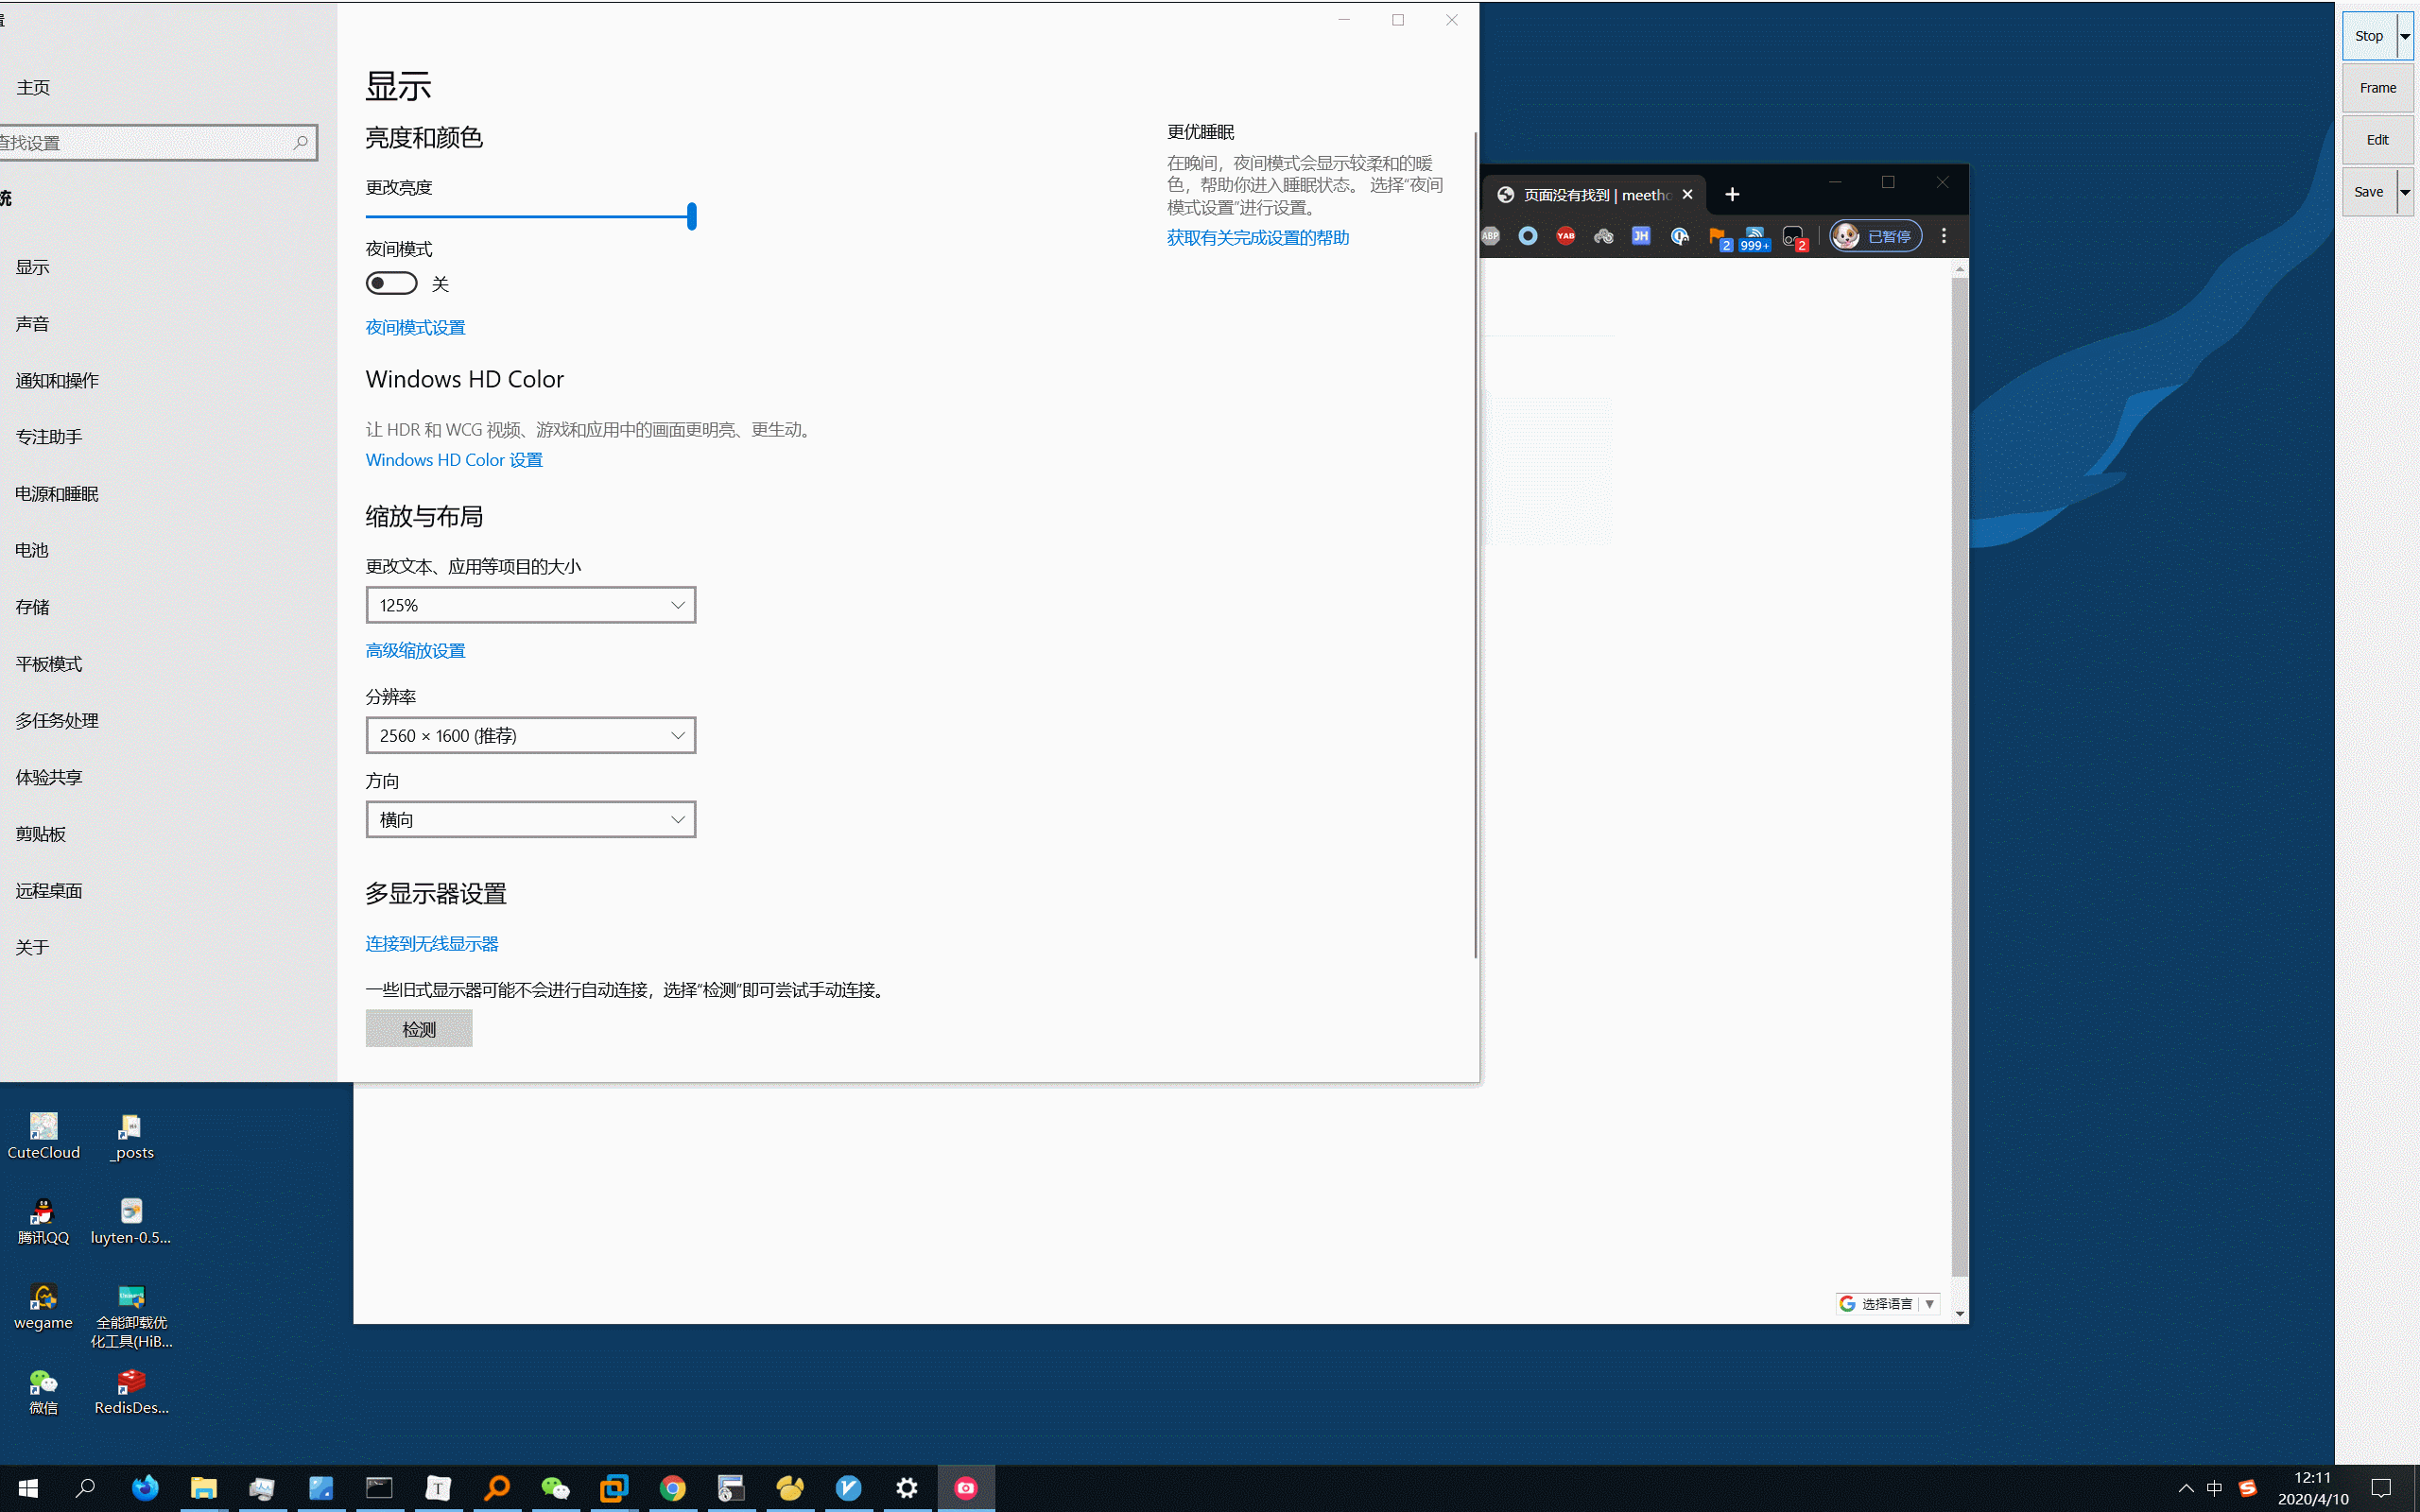 置
主页
查找设置
统
显示
声音
通知和操作
专注助手
电源和睡眠
电池
存储
平板模式
多任务处理
体验共享
剪贴板
远程桌面
关于
显示
亮度和颜色
更改亮度
夜间模式
关
夜间模式设置
Windows HD Color
让 HDR 和 WCG 视频、游戏和应用中的画面更明亮、更生动。
Windows HD Color 设置
缩放与布局
更改文本、应用等项目的大小
125%
高级缩放设置
分辨率
2560 × 1600 (推荐)
方向
横向
多显示器设置
连接到无线显示器
一些旧式显示器可能不会进行自动连接，选择“检测”即可尝试手动连接。
检测
更优睡眠
在晚间，夜间模式会显示较柔和的暖
色，帮助你进入睡眠状态。 选择“夜间
模式设置”进行设置。
获取有关完成设置的帮助
页面没有找到 | meetho
ABP
YAB
JH
2
999+
2
已暂停
选择语言
Stop
Frame
Edit
Save
CuteCloud
_posts
腾讯QQ
luyten-0.5...
wegame
全能卸载优
化工具(HiB...
微信
RedisDes...
T
中
12:11
2020/4/10